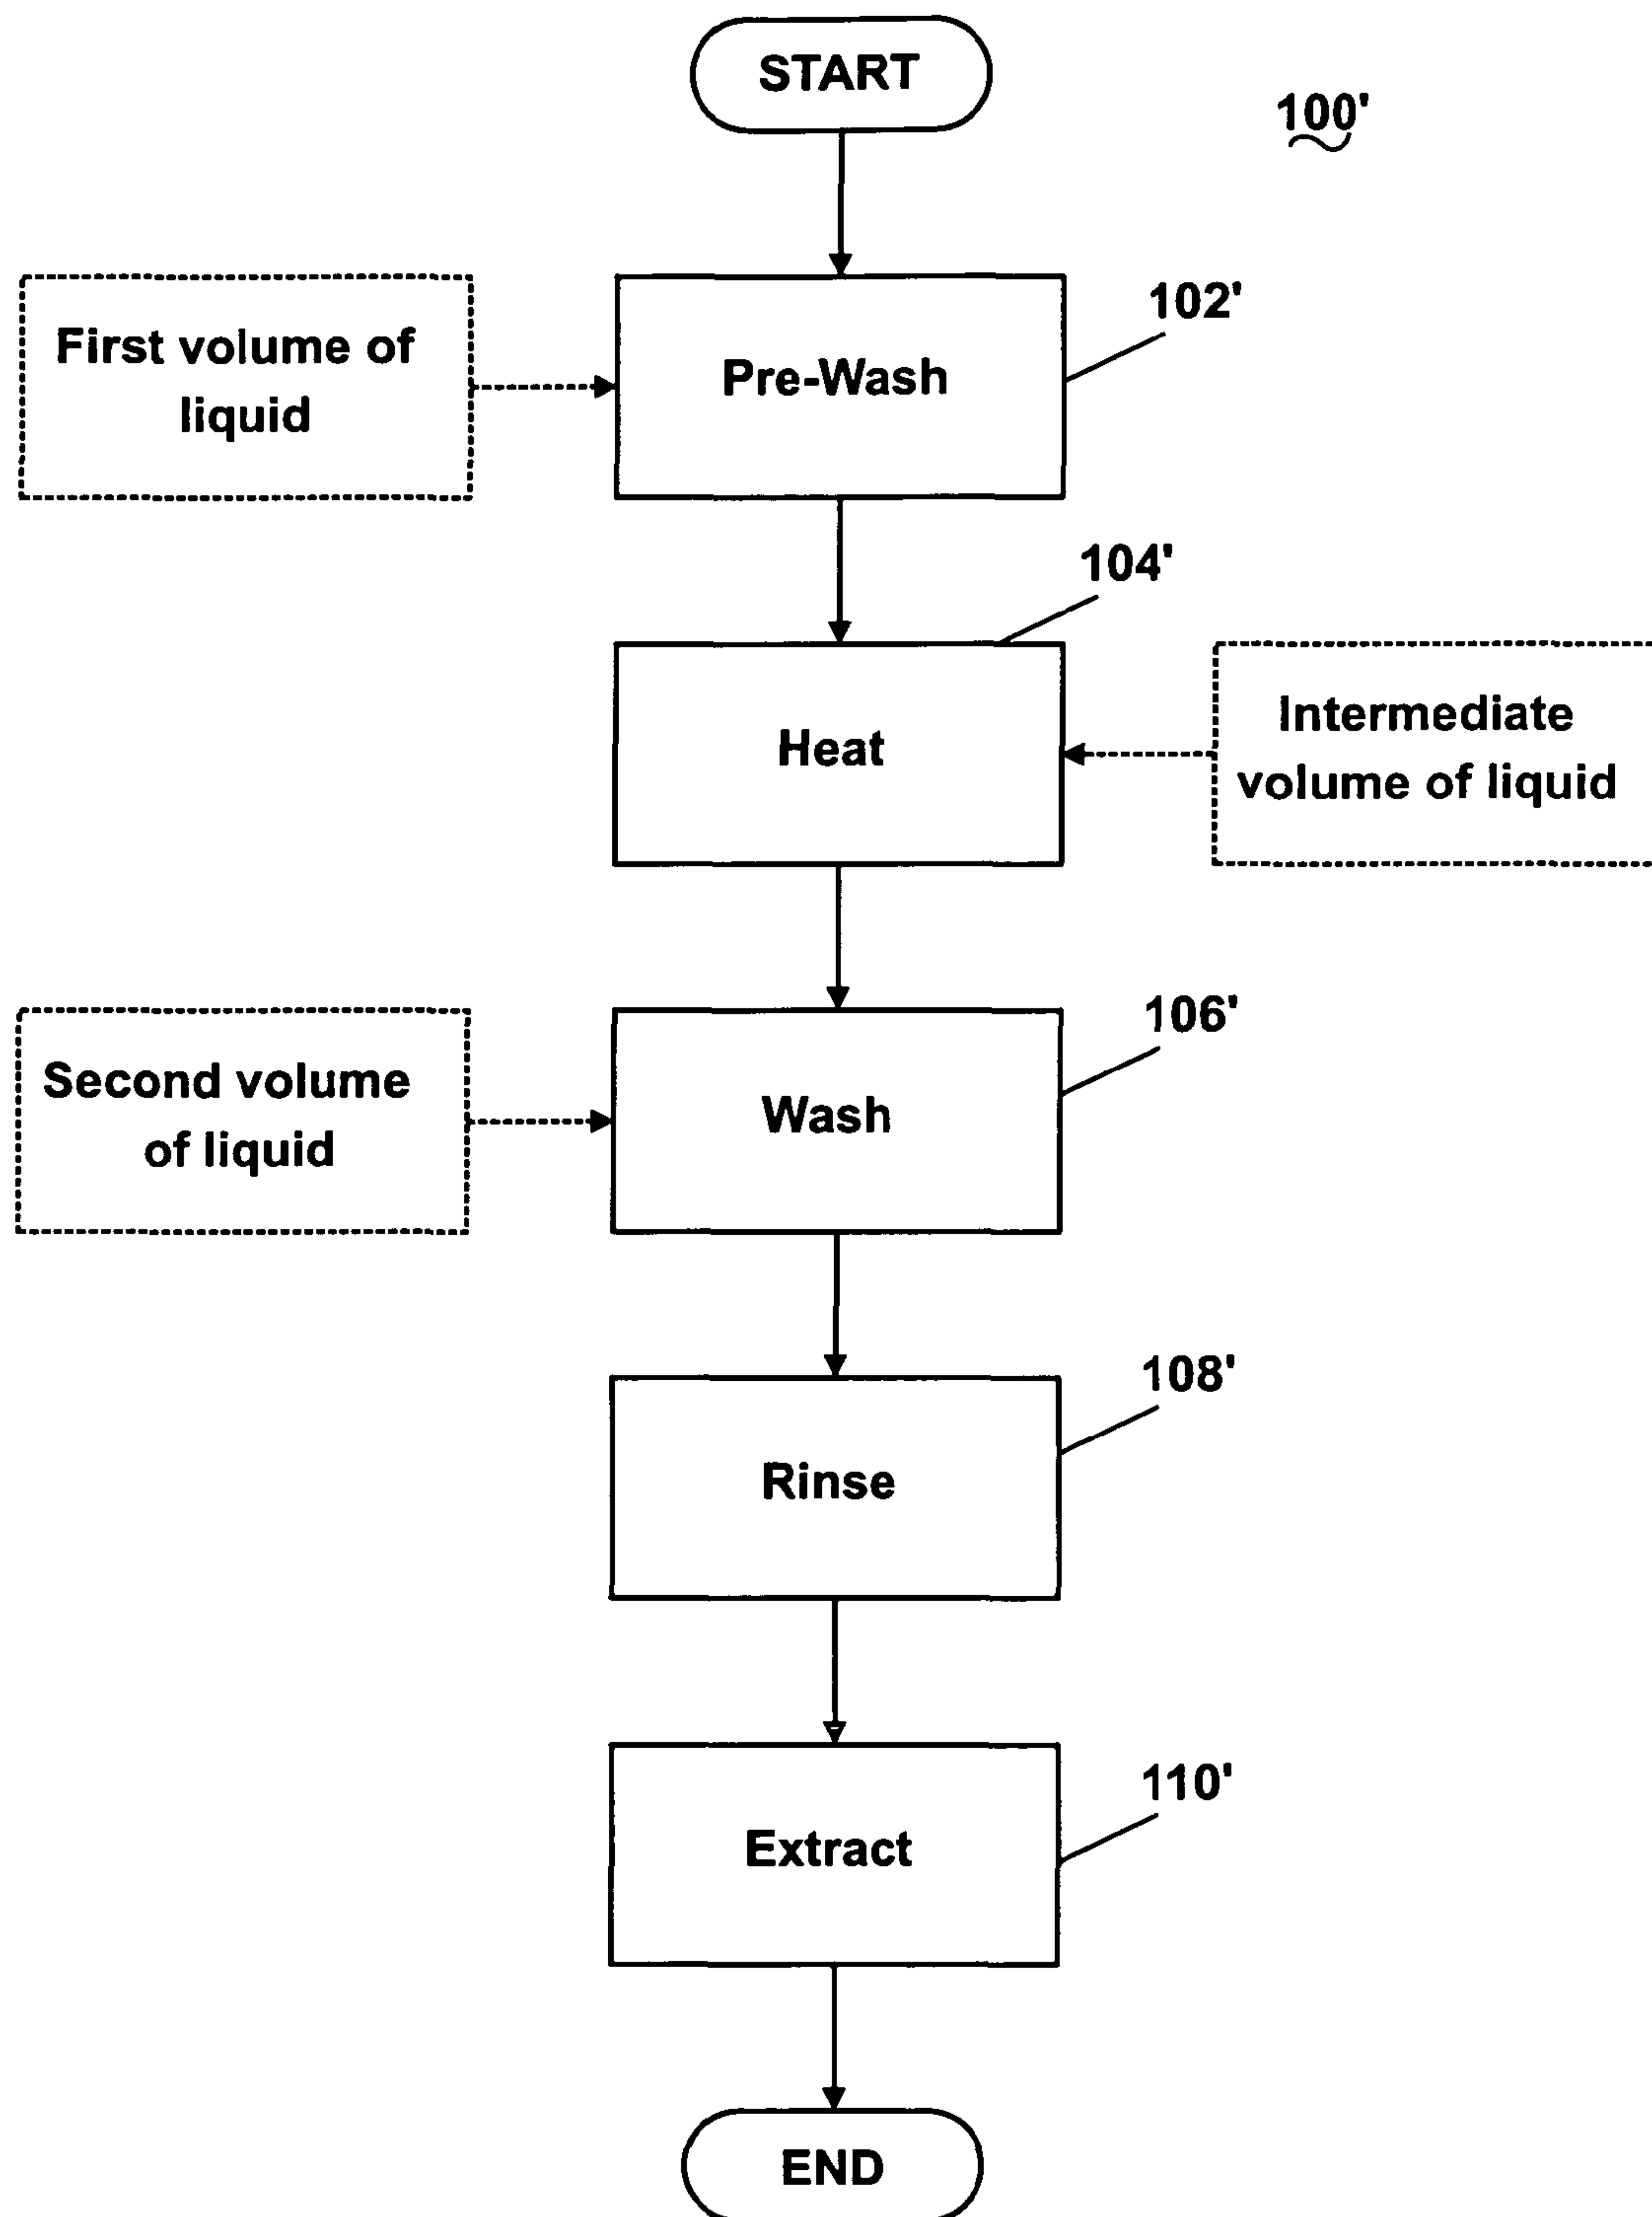 START
100'
First volume of
liquid
Pre-Wash
102'
104'
Heat
Intermediate
volume of liquid
Second volume
of liquid
Wash
106'
Rinse
108'
Extract
110'
END